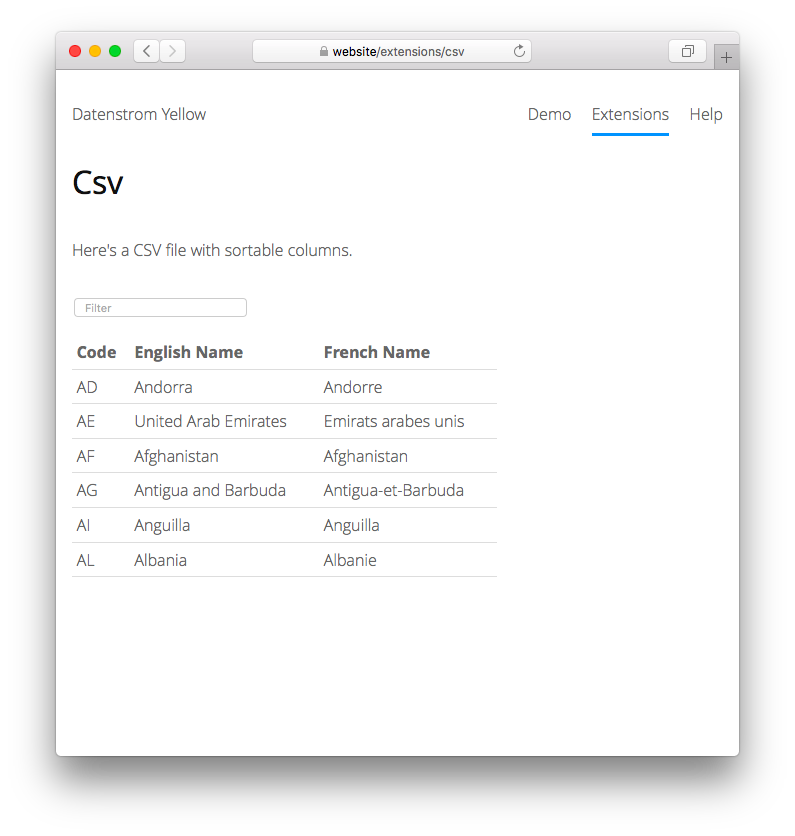 website/extensions/csv
Datenstrom Yellow Demo Extensions Help
Csv
Here's a CSV file with sortable columns.
Filter
Code English Name French Name
AD Andorra Andorre
AE United Arab Emirates Emirats arabes unis
AF Afghanistan Afghanistan
AG Antigua and Barbuda Antigua-et-Barbuda
AI Anguilla Anguilla
AL Albania Albanie